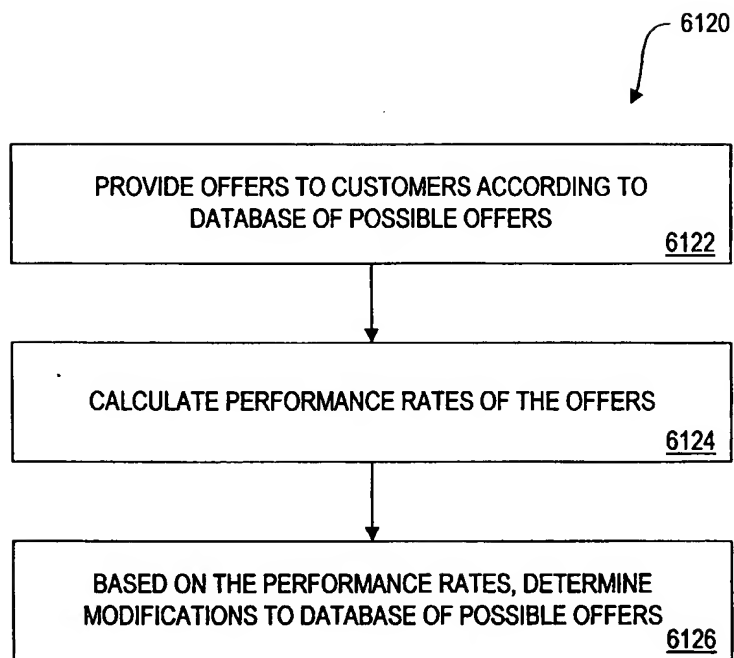 6120
PROVIDE OFFERS TO CUSTOMERS ACCORDING TO
DATABASE OF POSSIBLE OFFERS
6122
CALCULATE PERFORMANCE RATES OF THE OFFERS
6124
BASED ON THE PERFORMANCE RATES, DETERMINE
MODIFICATIONS TO DATABASE OF POSSIBLE OFFERS
6126